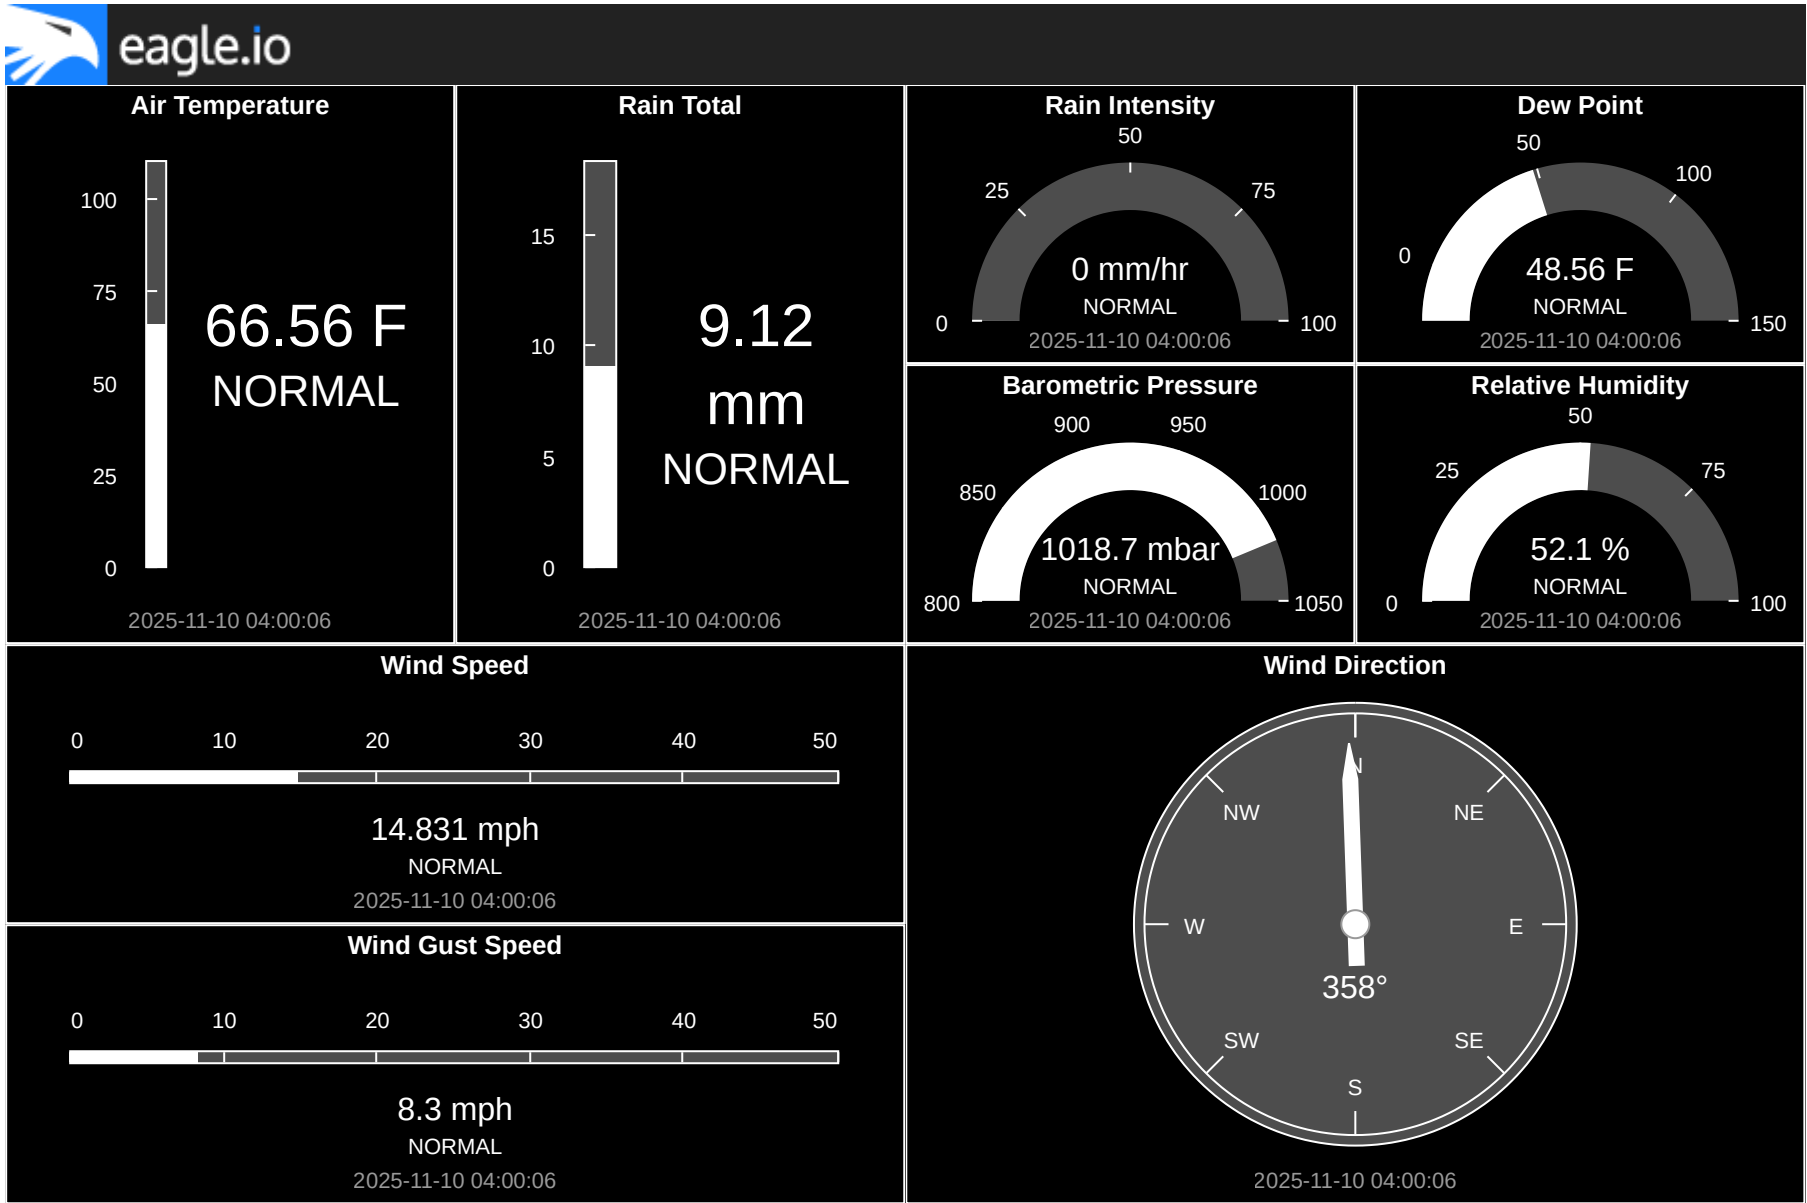 eagle.io
Air Temperature
100
75
50
25
0
66.56 F
NORMAL
2025-11-10 04:00:06
Rain Total
15
10
5
0
9.12
mm
NORMAL
2025-11-10 04:00:06
Rain Intensity
0
25
50
75
100
0 mm/hr
NORMAL
2025-11-10 04:00:06
Dew Point
0
50
100
150
48.56 F
NORMAL
2025-11-10 04:00:06
Barometric Pressure
800
850
900
950
1000
1050
1018.7 mbar
NORMAL
2025-11-10 04:00:06
Relative Humidity
0
25
50
75
100
52.1 %
NORMAL
2025-11-10 04:00:06
Wind Speed
0 10 20 30 40 50
14.831 mph
NORMAL
2025-11-10 04:00:06
Wind Gust Speed
0 10 20 30 40 50
8.3 mph
NORMAL
2025-11-10 04:00:06
Wind Direction
N
NW NE
W E
358°
SW SE
S
2025-11-10 04:00:06